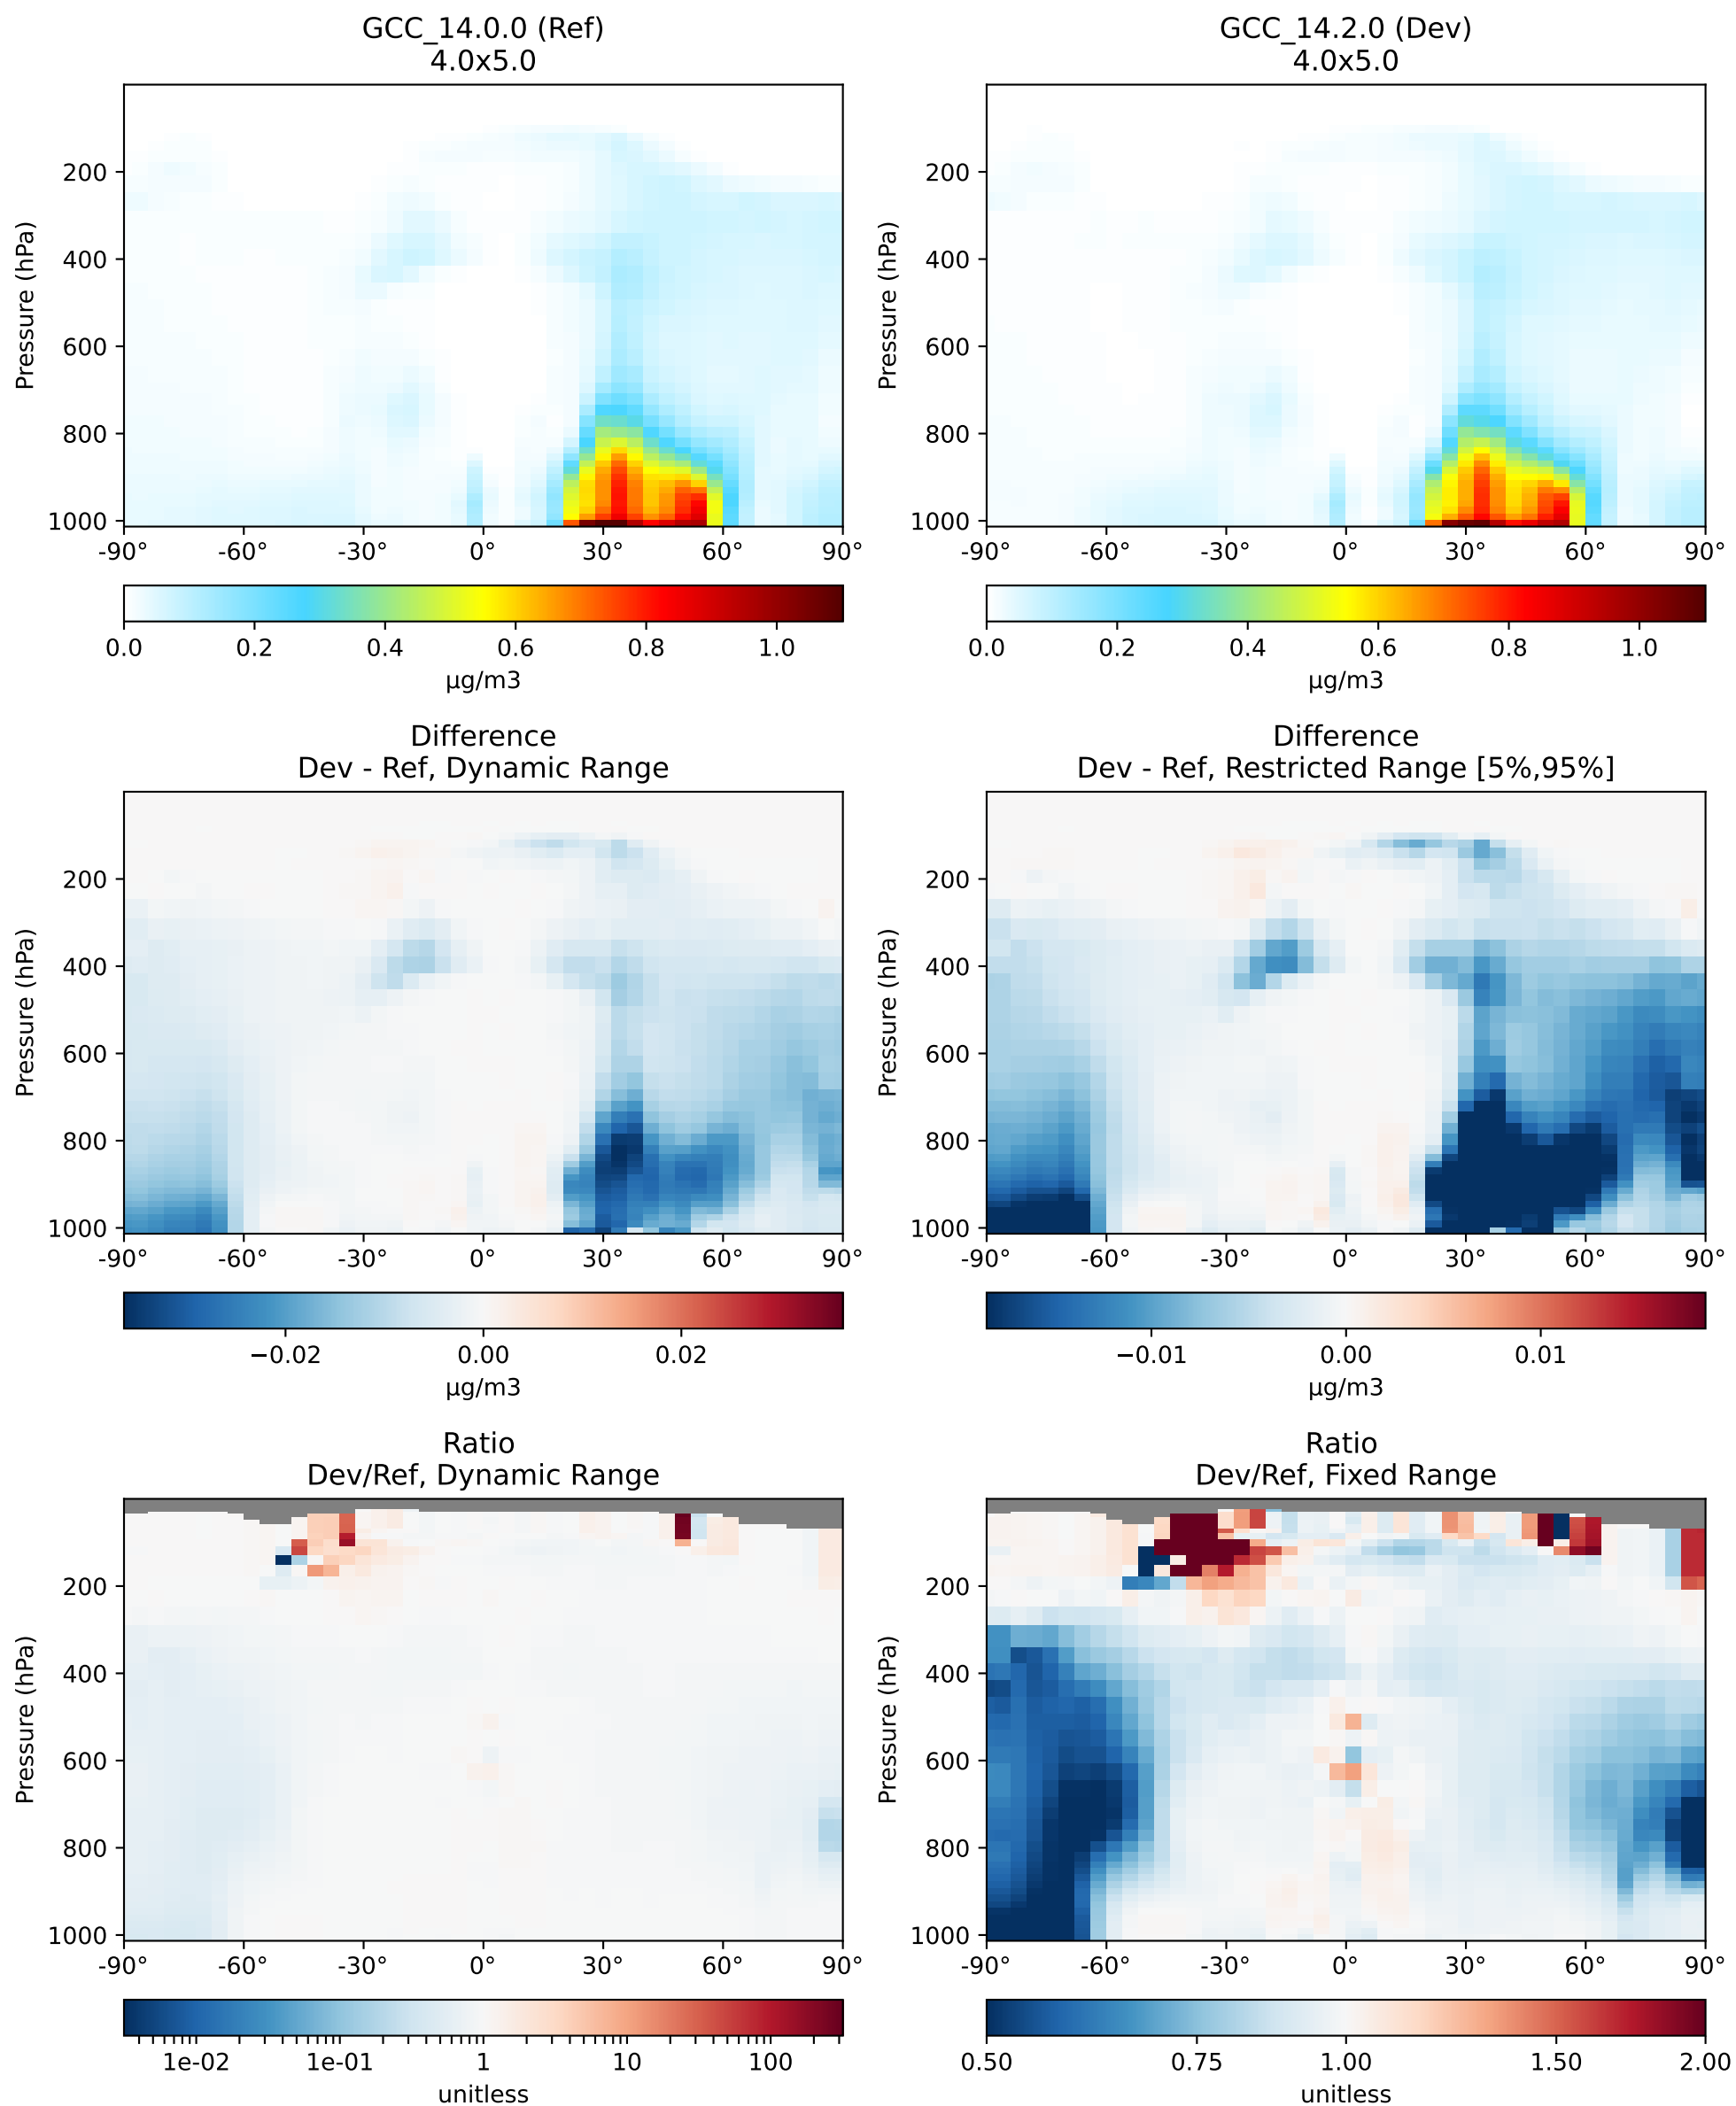 GCC_14.0.0 (Ref)
4.0x5.0
Pressure (hPa)
200
400
600
800
1000
-90° -60° -30° 0° 30° 60° 90°
0.0 0.2 0.4 0.6 0.8 1.0
µg/m3
GCC_14.2.0 (Dev)
4.0x5.0
Pressure (hPa)
200
400
600
800
1000
-90° -60° -30° 0° 30° 60° 90°
0.0 0.2 0.4 0.6 0.8 1.0
µg/m3
Difference
Dev - Ref, Dynamic Range
Pressure (hPa)
200
400
600
800
1000
-90° -60° -30° 0° 30° 60° 90°
−0.02 0.00 0.02
µg/m3
Difference
Dev - Ref, Restricted Range [5%,95%]
Pressure (hPa)
200
400
600
800
1000
-90° -60° -30° 0° 30° 60° 90°
−0.01 0.00 0.01
µg/m3
Ratio
Dev/Ref, Dynamic Range
Pressure (hPa)
200
400
600
800
1000
-90° -60° -30° 0° 30° 60° 90°
1e-02 1e-01 1 10 100
unitless
Ratio
Dev/Ref, Fixed Range
Pressure (hPa)
200
400
600
800
1000
-90° -60° -30° 0° 30° 60° 90°
0.50 0.75 1.00 1.50 2.00
unitless